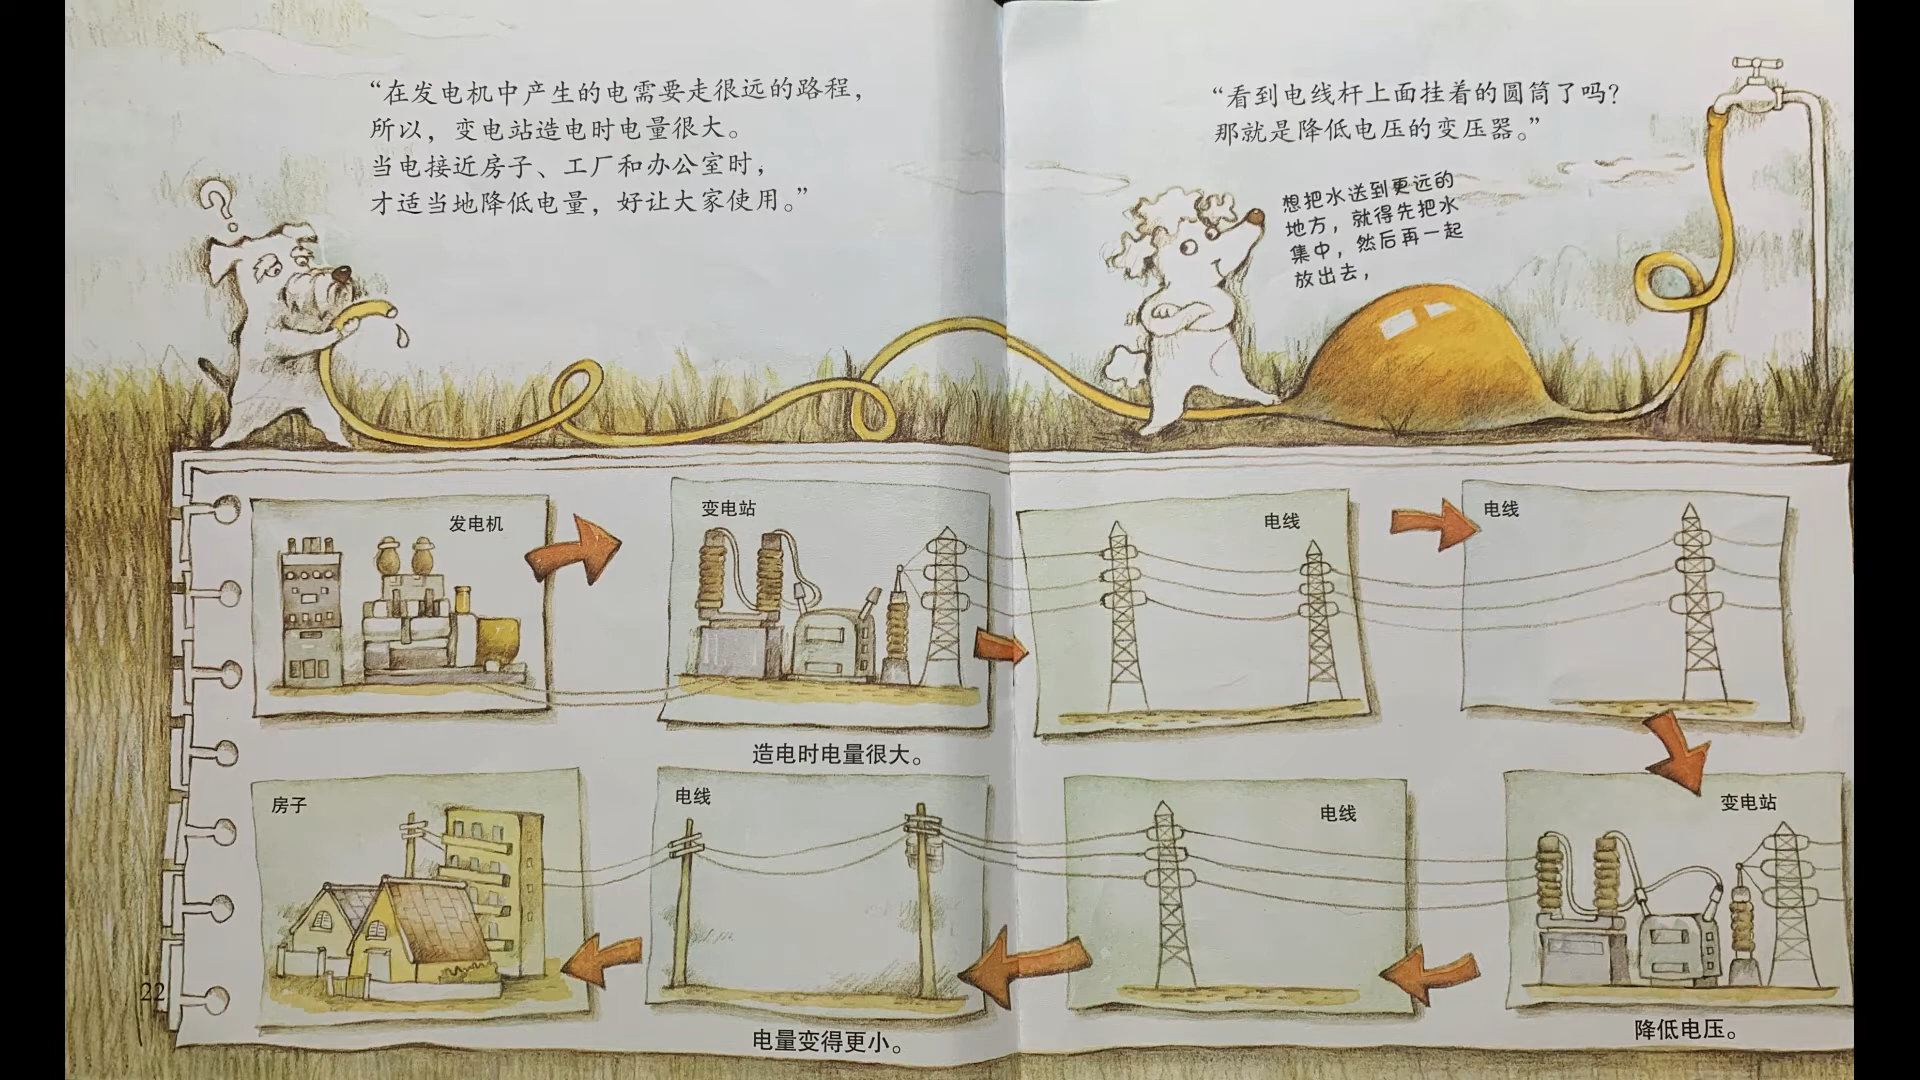 “在发电机中产生的电需要走很远的路程，
所以，变电站造电时电量很大。
当电接近房子、工厂和办公室时，
才适当地降低电量，好让大家使用。”
“看到电线杆上面挂着的圆筒了吗？
那就是降低电压的变压器。”
想把水送到更远的
地方，就得先把水
集中，然后再一起
放出去，
?
发电机
变电站
电线
电线
造电时电量很大。
房子
电线
电线
变电站
电量变得更小。
降低电压。
22